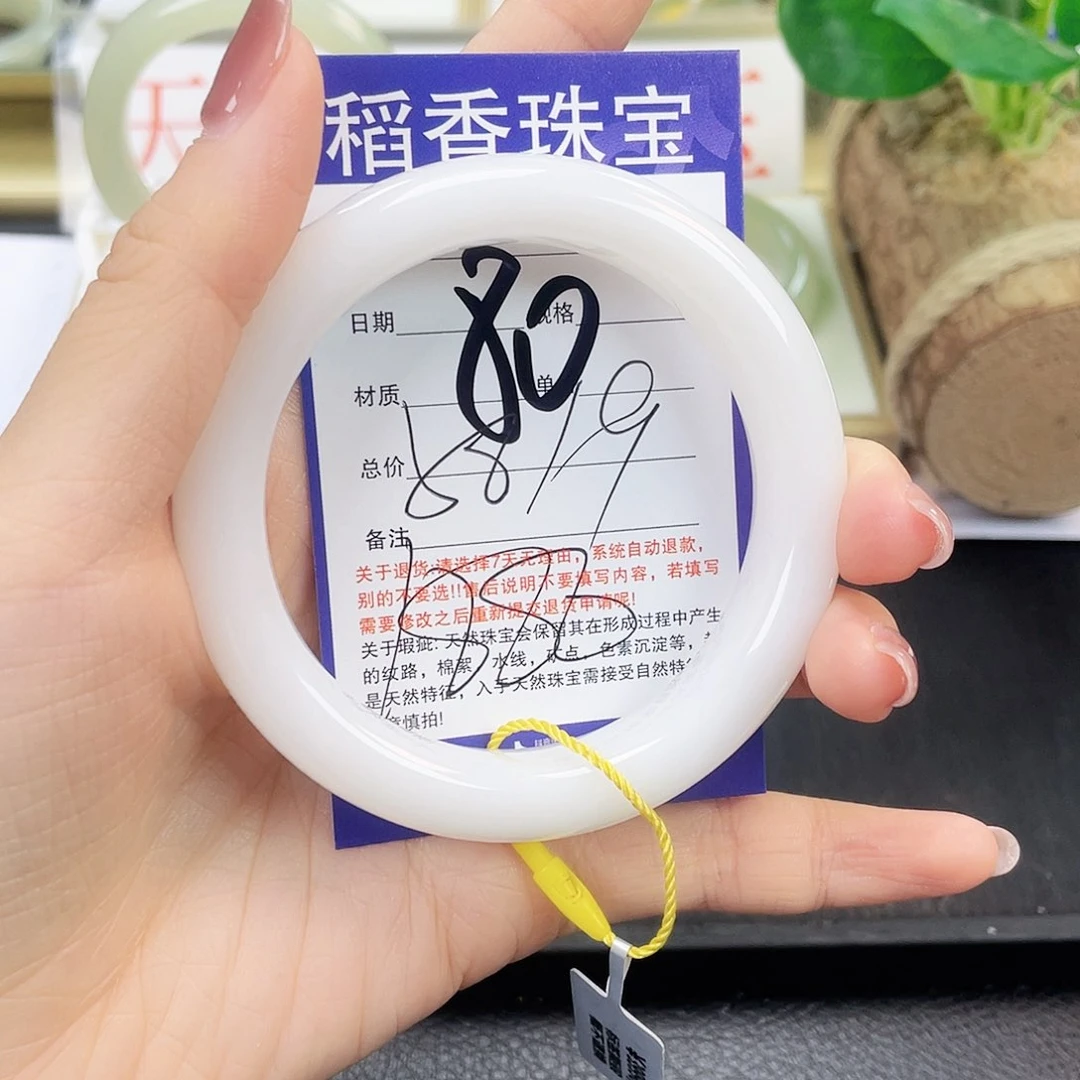 稻香珠宝
天
80
日期 规格
材质 单
总价
备注
关于退货:请选择7天无理由,系统自动退款,
别的不要选!!售后说明不要填写内容,若填写
需要修改之后重新提交退货申请呢!
关于瑕疵: 天然珠宝会保留其在形成过程中产生
的纹路, 棉絮, 水线, 矿点, 色素沉淀等,
是天然特征, 入手天然珠宝需接受自然特
慎拍!